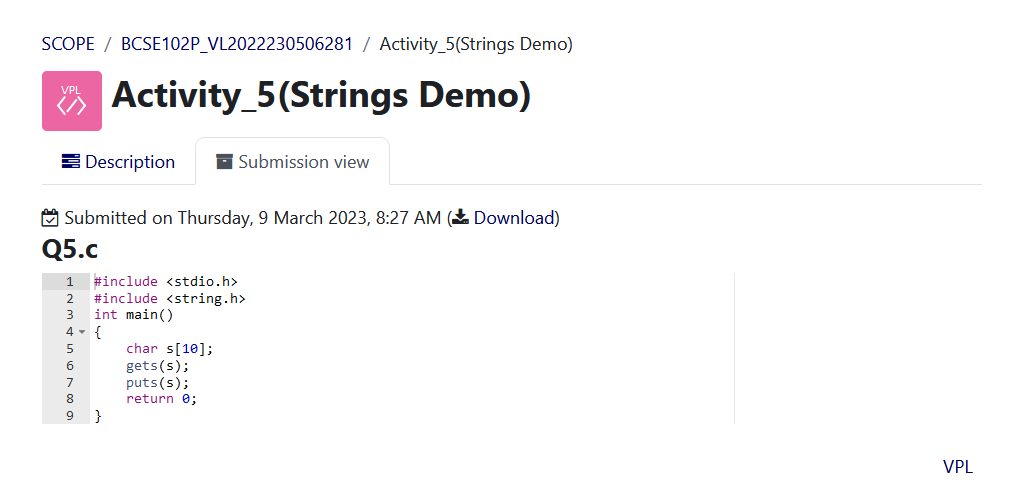 SCOPE / BCSE102P_VL2022230506281 / Activity_5(Strings Demo)
VPL
</>
Activity_5(Strings Demo)
Description
Submission view
Submitted on Thursday, 9 March 2023, 8:27 AM (Download)
Q5.c
1 #include <stdio.h>
2 #include <string.h>
3 int main()
4 {
5     char s[10];
6     gets(s);
7     puts(s);
8     return 0;
9 }
VPL